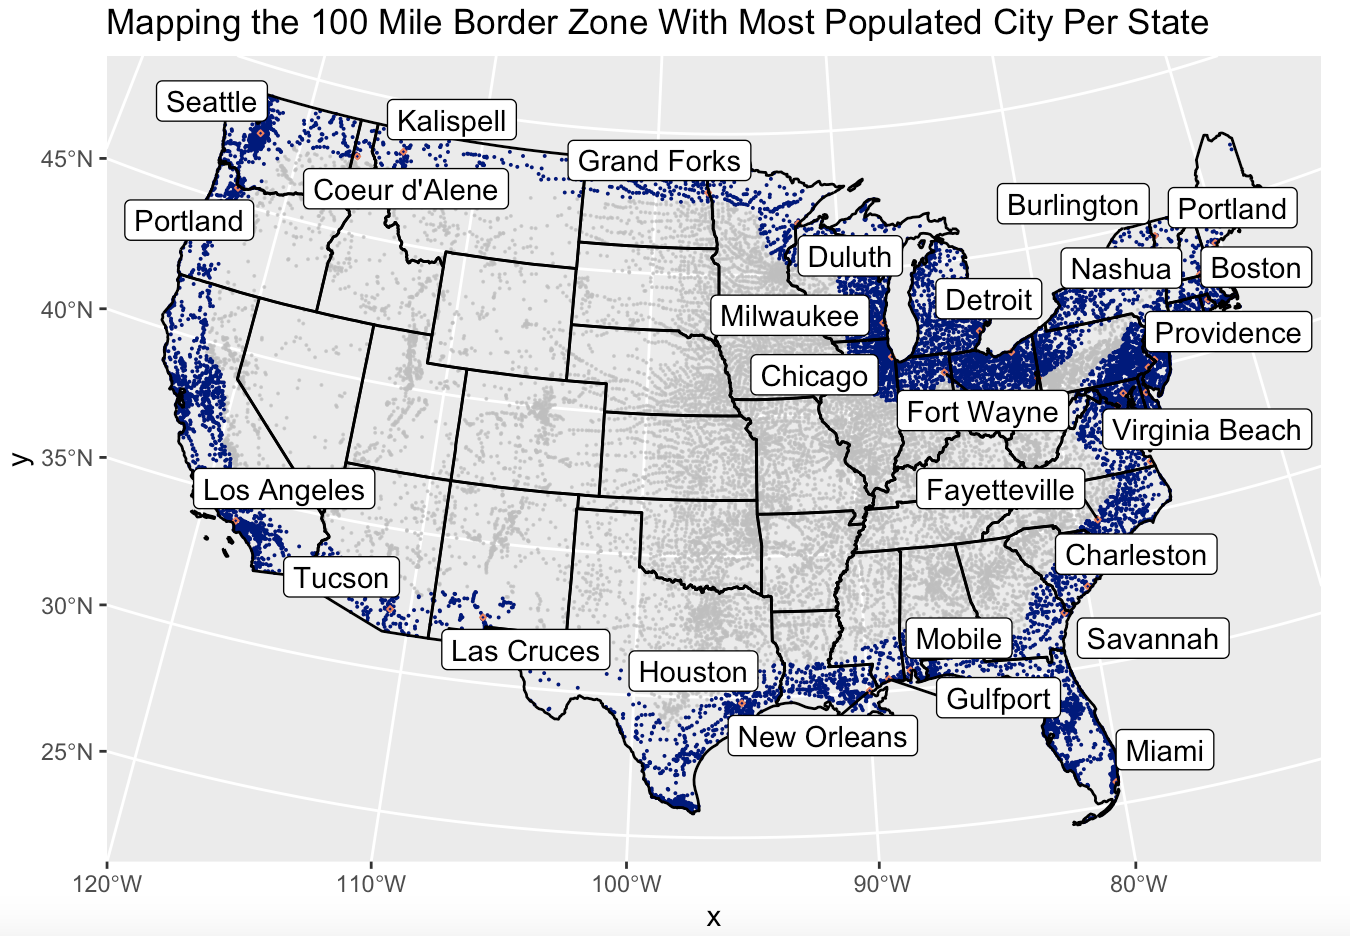 Mapping the 100 Mile Border Zone With Most Populated City Per State
Seattle
Kalispell
Grand Forks
Coeur d'Alene
Portland
Burlington
Portland
Duluth
Nashua
Boston
Detroit
Milwaukee
Providence
Chicago
Fort Wayne
Virginia Beach
Los Angeles
Fayetteville
Charleston
Tucson
Mobile
Savannah
Las Cruces
Houston
Gulfport
New Orleans
Miami
45°N
40°N
35°N
30°N
25°N
y
120°W
110°W
100°W
90°W
80°W
x